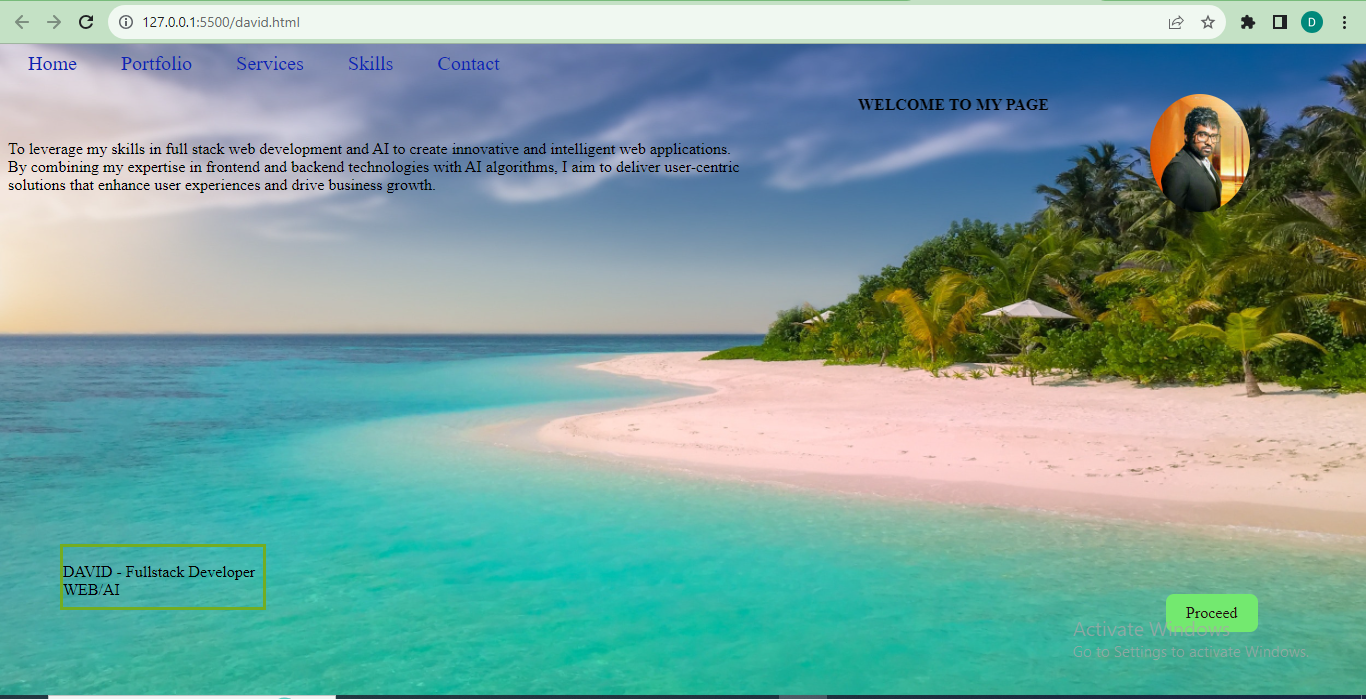 127.0.0.1:5500/david.html
D
Home Portfolio Services Skills Contact
WELCOME TO MY PAGE
To leverage my skills in full stack web development and AI to create innovative and intelligent web applications.
By combining my expertise in frontend and backend technologies with AI algorithms, I aim to deliver user-centric
solutions that enhance user experiences and drive business growth.
DAVID - Fullstack Developer
WEB/AI
Proceed
Activate Windows
Go to Settings to activate Windows.